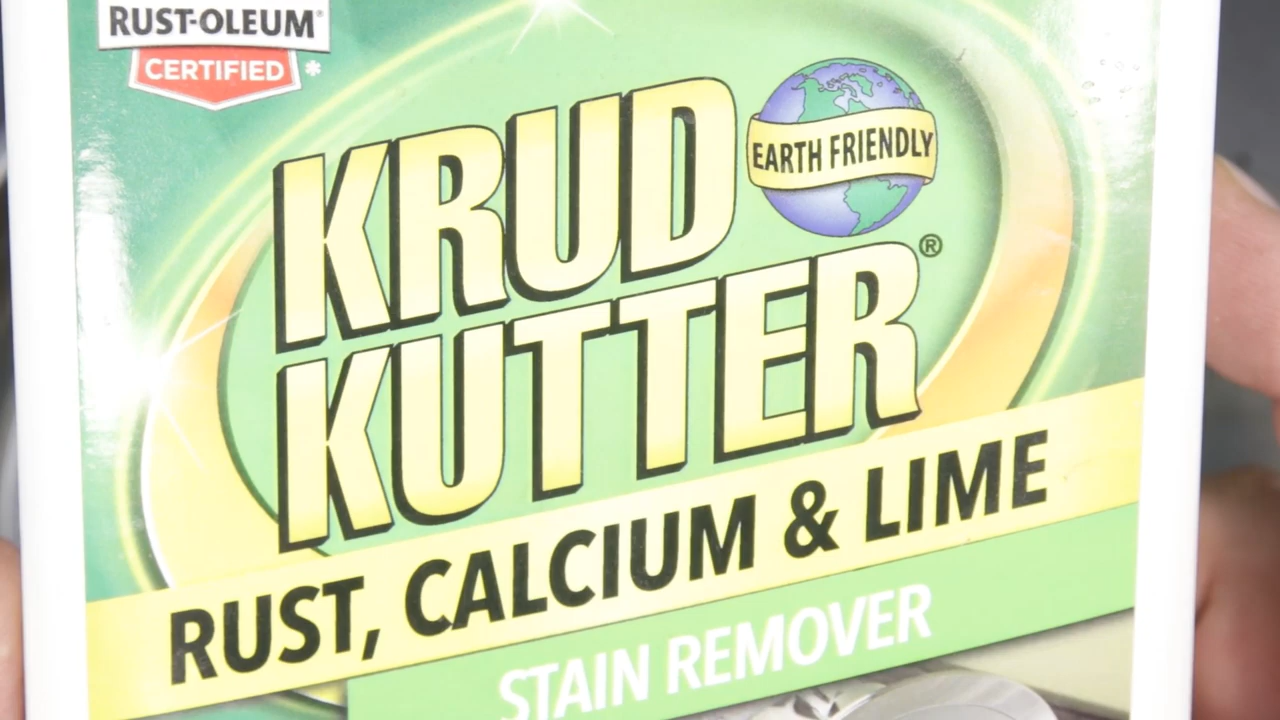 RUST-OLEUM®
CERTIFIED*
EARTH FRIENDLY
KRUD
KUTTER®
RUST, CALCIUM & LIME
STAIN REMOVER